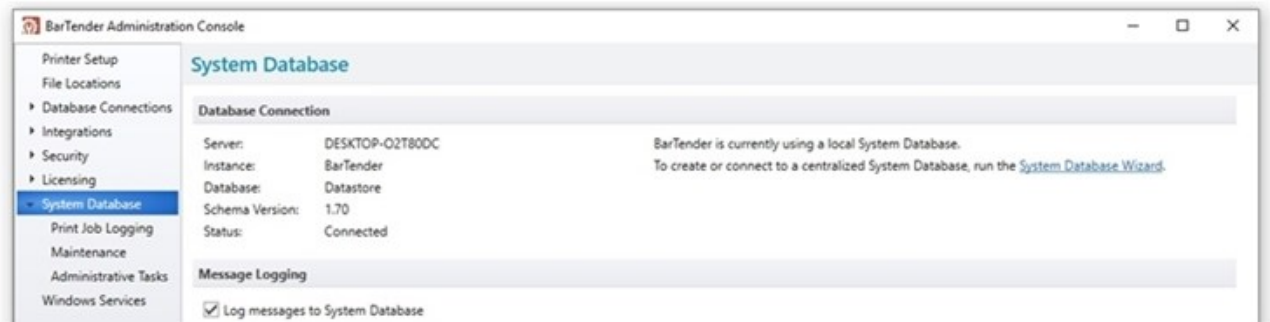 BarTender Administration Console
Printer Setup
File Locations
Database Connections
Integrations
Security
Licensing
System Database
Print Job Logging
Maintenance
Administrative Tasks
Windows Services
System Database
Database Connection
Server: DESKTOP-O2T80DC
Instance: BarTender
Database: Datastore
Schema Version: 1.70
Status: Connected
BarTender is currently using a local System Database.
To create or connect to a centralized System Database, run the System Database Wizard.
Message Logging
Log messages to System Database